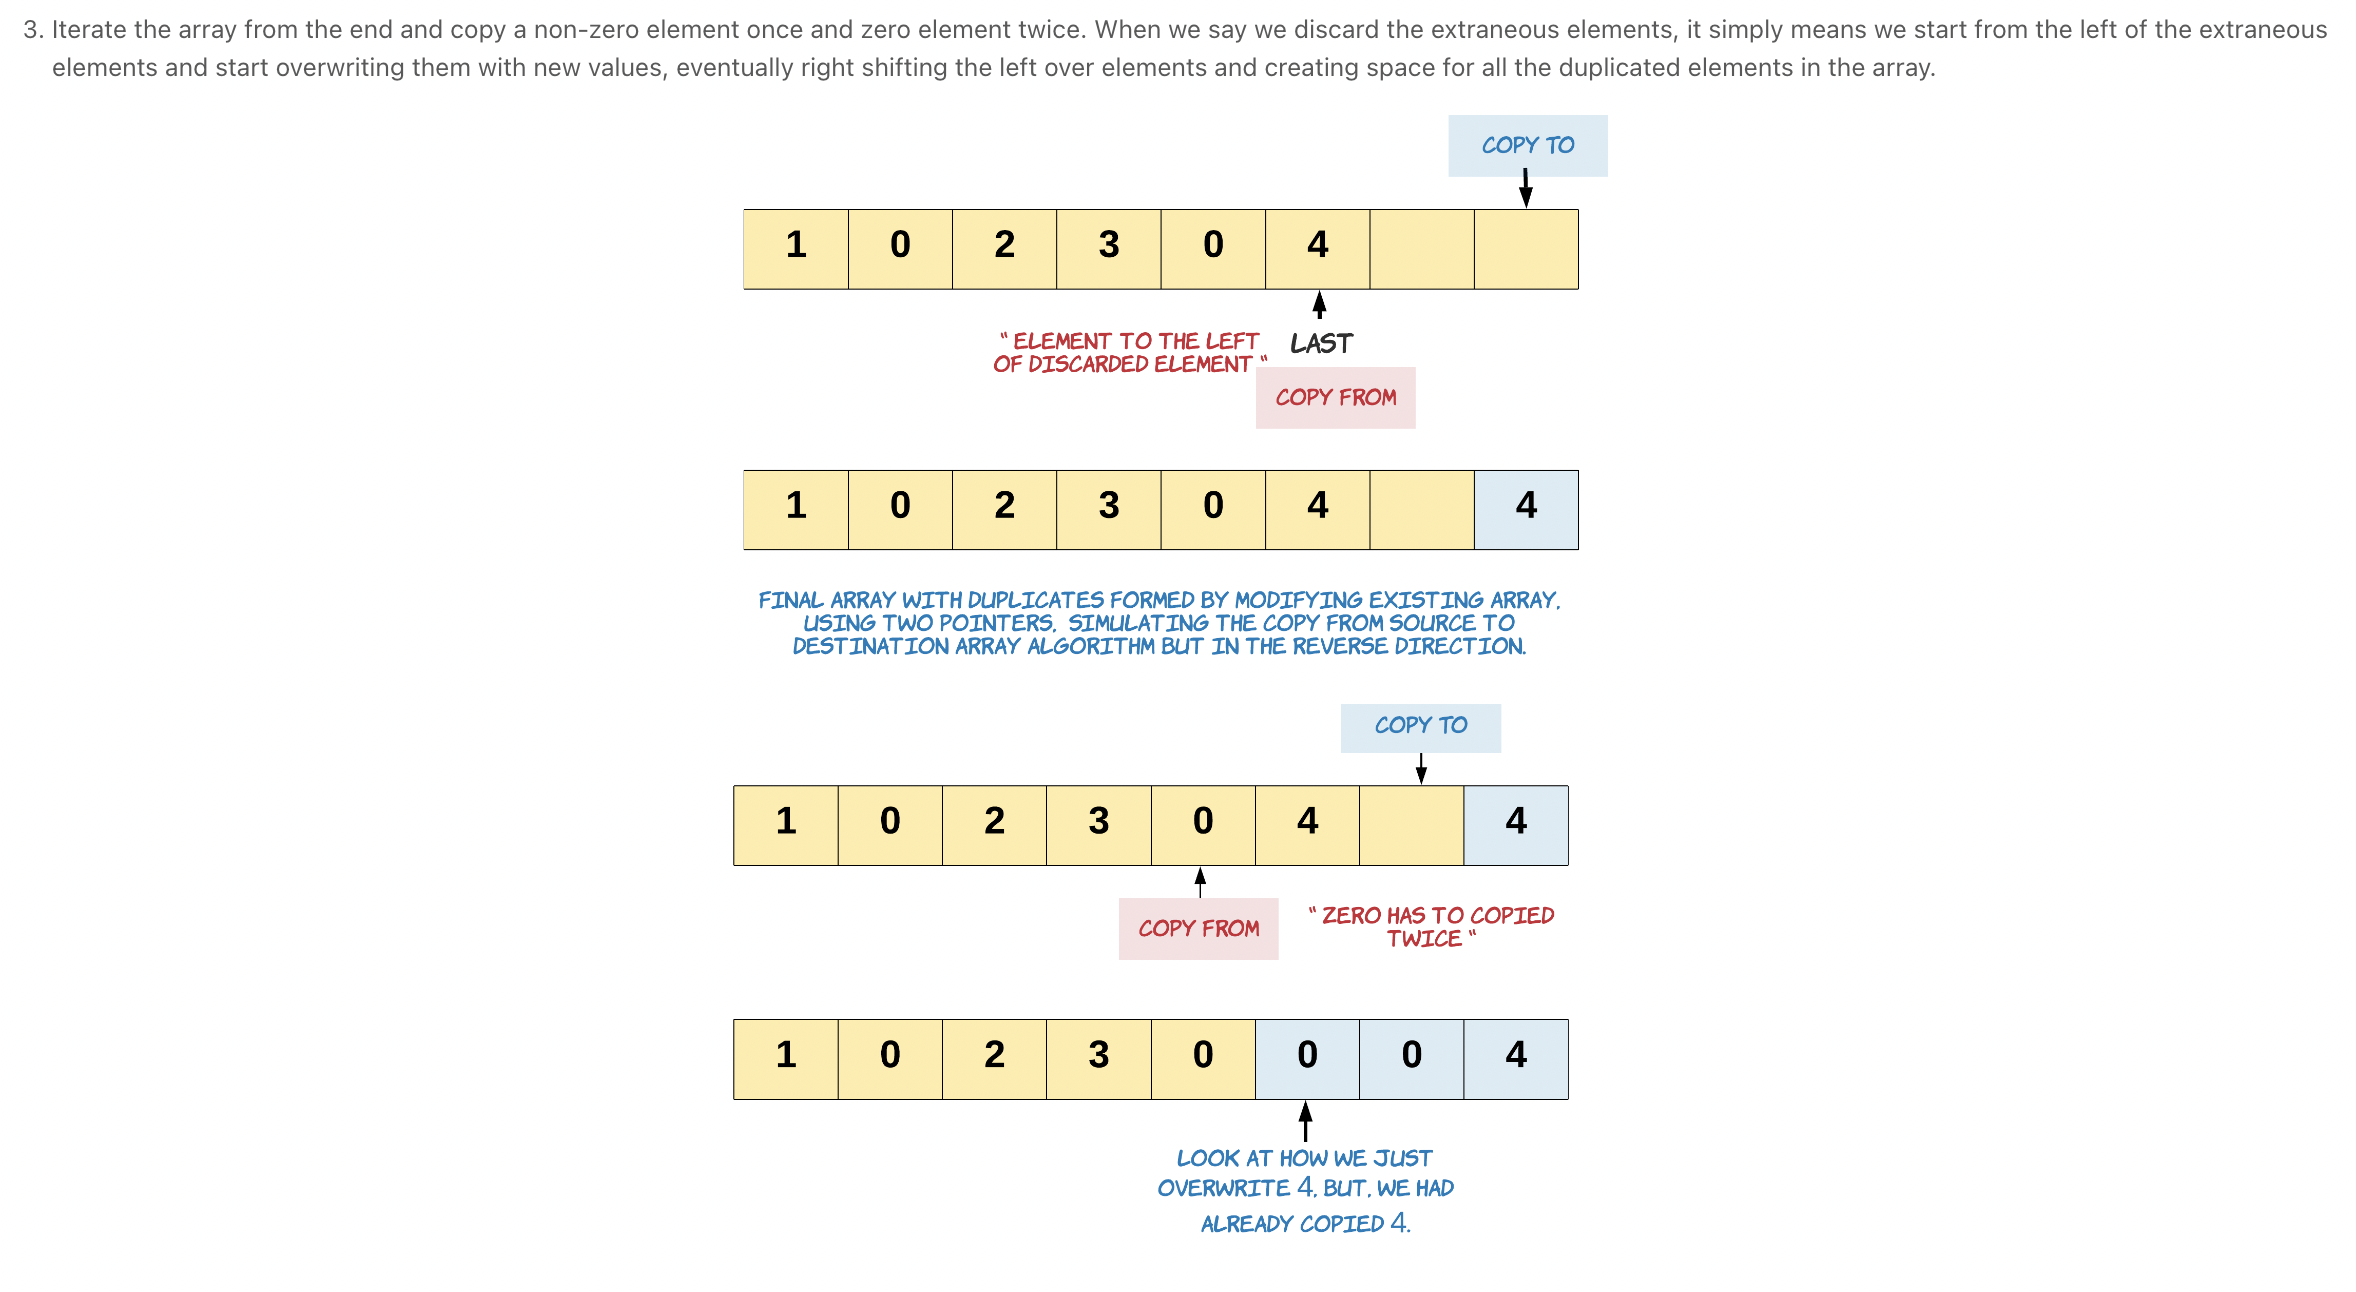 3. Iterate the array from the end and copy a non-zero element once and zero element twice. When we say we discard the extraneous elements, it simply means we start from the left of the extraneous
elements and start overwriting them with new values, eventually right shifting the left over elements and creating space for all the duplicated elements in the array.
COPY TO
1 0 2 3 0 4
" ELEMENT TO THE LEFT
OF DISCARDED ELEMENT "
LAST
COPY FROM
1 0 2 3 0 4 4
FINAL ARRAY WITH DUPLICATES FORMED BY MODIFYING EXISTING ARRAY,
USING TWO POINTERS, SIMULATING THE COPY FROM SOURCE TO
DESTINATION ARRAY ALGORITHM BUT IN THE REVERSE DIRECTION.
COPY TO
1 0 2 3 0 4 4
COPY FROM
" ZERO HAS TO COPIED
TWICE "
1 0 2 3 0 0 0 4
LOOK AT HOW WE JUST
OVERWRITE 4, BUT, WE HAD
ALREADY COPIED 4.